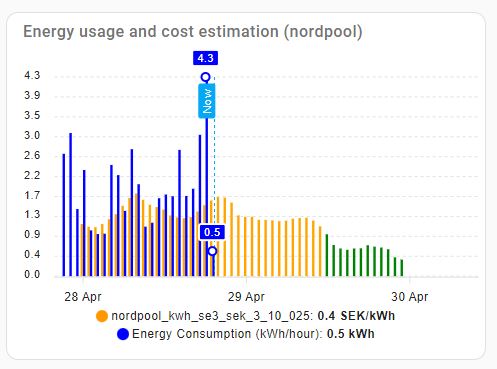 Energy usage and cost estimation (nordpool)
4.3
4.3
3.9
Now
3.5
3.0
2.6
2.2
1.7
1.3
0.9
0.5
0.4
0.0
28 Apr 29 Apr 30 Apr
nordpool_kwh_se3_sek_3_10_025: 0.4 SEK/kWh
Energy Consumption (kWh/hour): 0.5 kWh